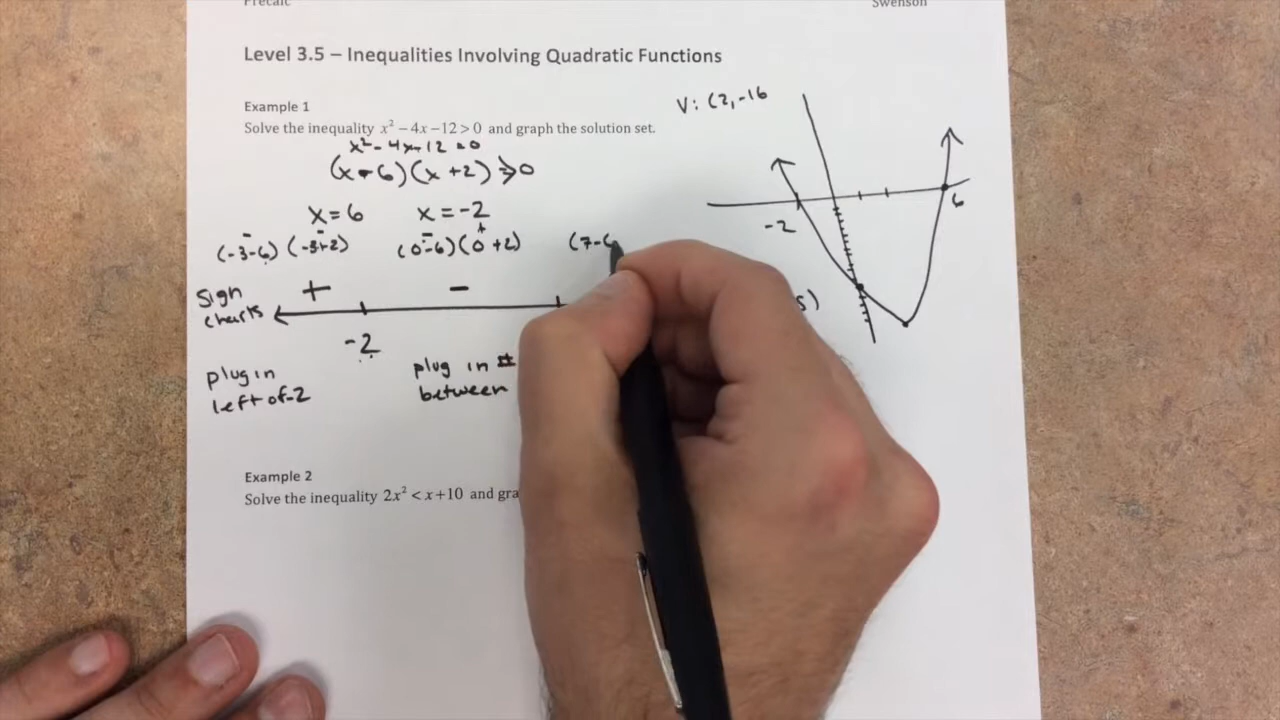 Precalc
Swenson
Level 3.5 – Inequalities Involving Quadratic Functions
Example 1
Solve the inequality x² − 4x − 12 > 0 and graph the solution set.
V: (2, -16
x² - 4x - 12 = 0
(x - 6)(x + 2) > 0
x = 6 x = -2
- - - +
(-3-6) (-3+2) (0-6)(0+2) (7-6
Sign
charts
+ -
-2
s)
-2
6
plug in
left of -2
plug in #
between
Example 2
Solve the inequality 2x² < x + 10 and gra